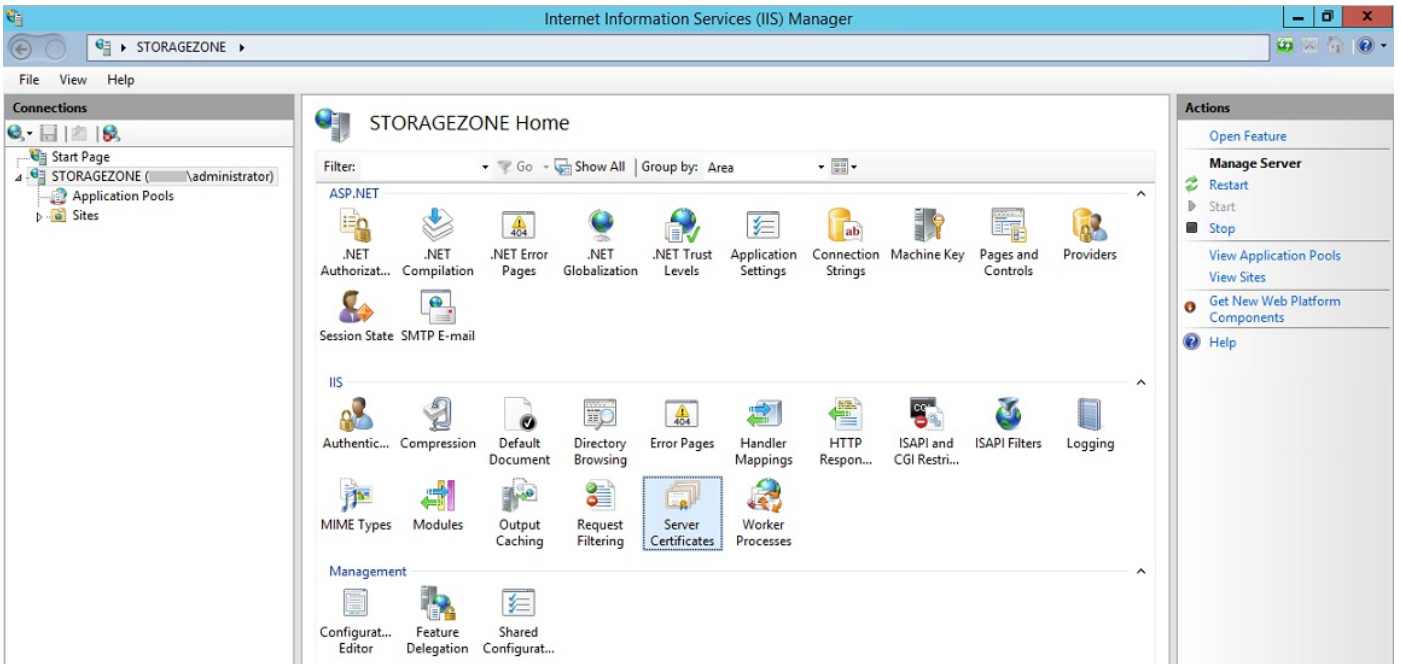 Internet Information Services (IIS) Manager
STORAGEZONE
File View Help
Connections
Start Page
STORAGEZONE ( \administrator)
Application Pools
Sites
STORAGEZONE Home
Filter: Go Show All Group by: Area
ASP.NET
.NET Authorizat...
.NET Compilation
.NET Error Pages
.NET Globalization
.NET Trust Levels
Application Settings
Connection Strings
Machine Key
Pages and Controls
Providers
Session State
SMTP E-mail
IIS
Authentic...
Compression
Default Document
Directory Browsing
Error Pages
Handler Mappings
HTTP Respon...
ISAPI and CGI Restri...
ISAPI Filters
Logging
MIME Types
Modules
Output Caching
Request Filtering
Server Certificates
Worker Processes
Management
Configurat... Editor
Feature Delegation
Shared Configurat...
Actions
Open Feature
Manage Server
Restart
Start
Stop
View Application Pools
View Sites
Get New Web Platform
Components
Help